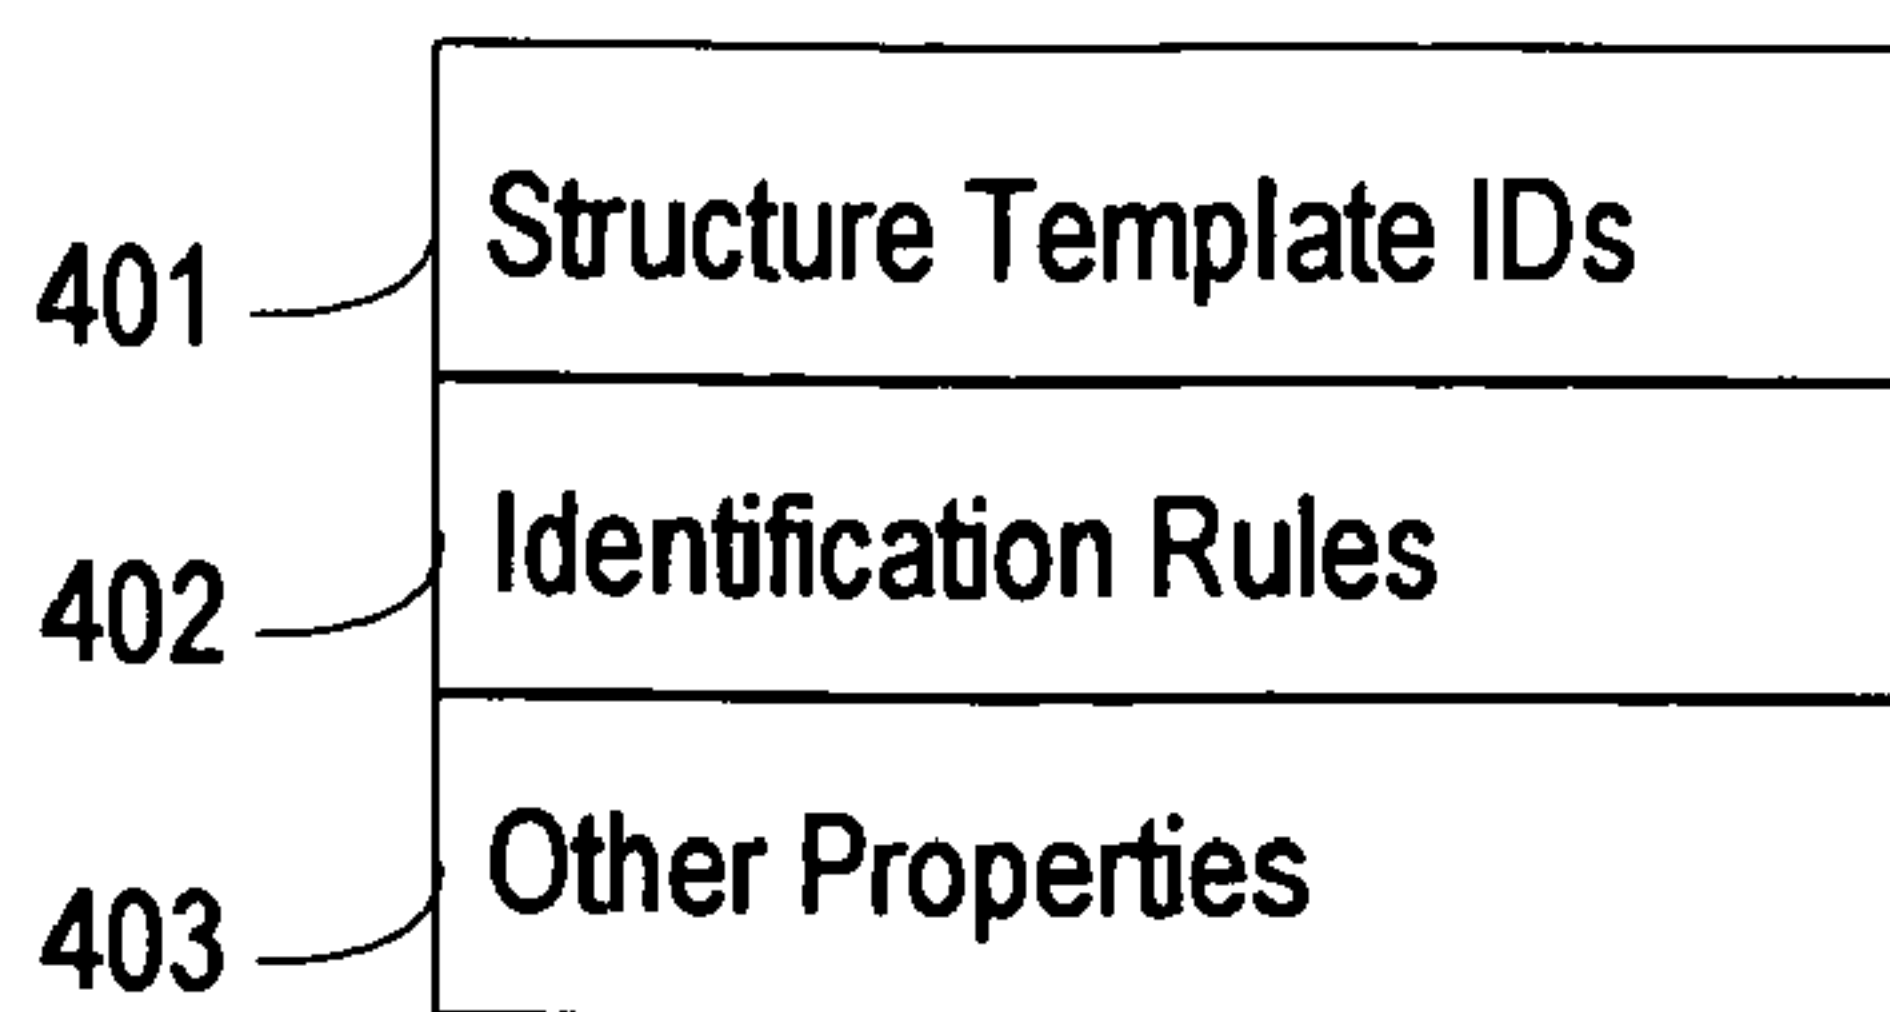 401 Structure Template IDs
402 Identification Rules
403 Other Properties